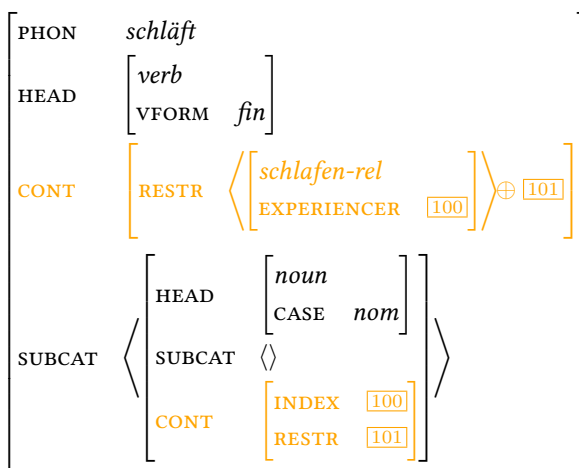 PHON schläft
HEAD verb
VFORM fin
CONT RESTR ⟨ schlafen-rel
EXPERIENCER 100 ⟩ ⊕ 101
HEAD noun
CASE nom
SUBCAT ⟨ SUBCAT ⟨⟩ ⟩
CONT INDEX 100
RESTR 101